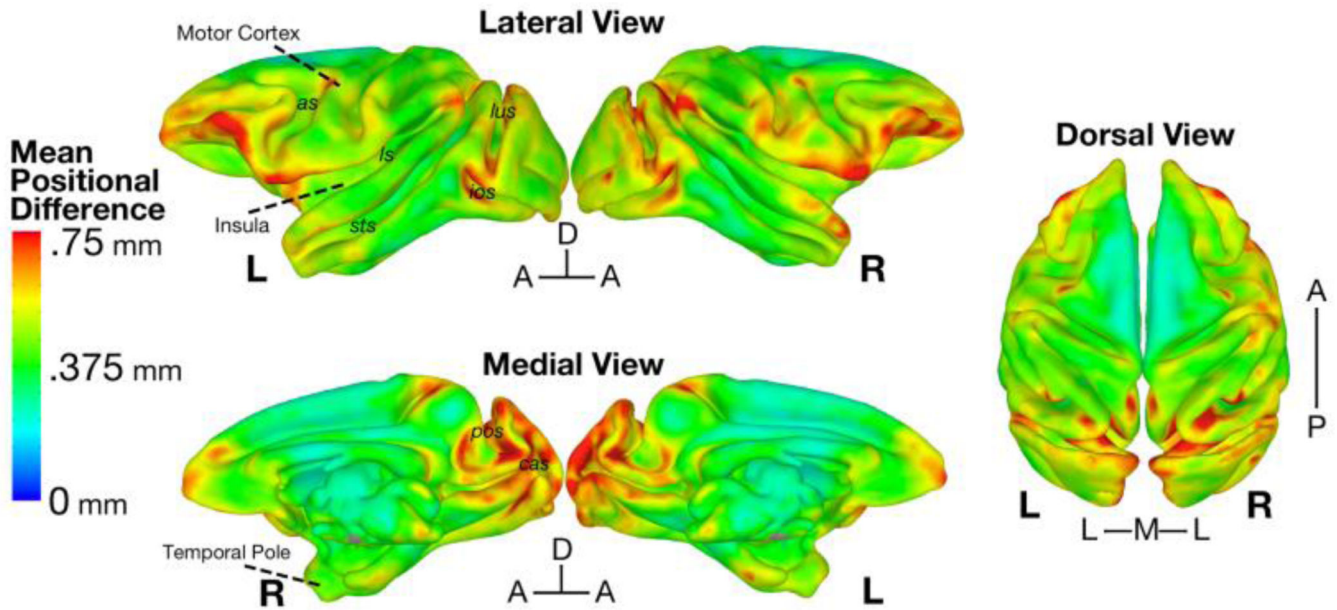 Lateral View
Motor Cortex
as
lus
ls
ios
Insula
sts
L
D
A A
R
Mean
Positional
Difference
.75 mm
.375 mm
0 mm
Medial View
pos
cas
Temporal Pole
R
D
A A
L
Dorsal View
A
P
L
R
L M L